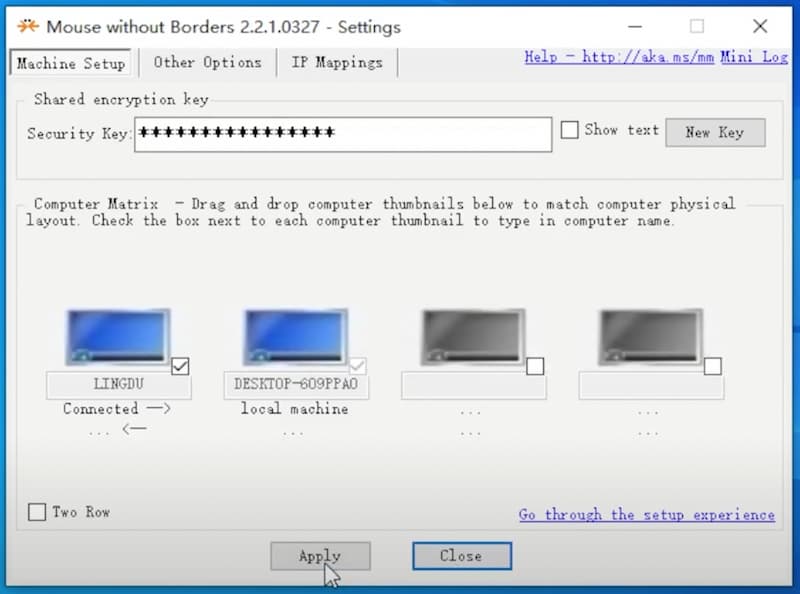 Mouse without Borders 2.2.1.0327 - Settings
Machine Setup Other Options IP Mappings Help - http://aka.ms/mm Mini Log
Shared encryption key
Security Key: **************** Show text New Key
Computer Matrix - Drag and drop computer thumbnails below to match computer physical
layout. Check the box next to each computer thumbnail to type in computer name.
LINGDU DESKTOP-609PPAO
Connected —> local machine ... ...
... <— ... ... ...
Two Row Go through the setup experience
Apply Close